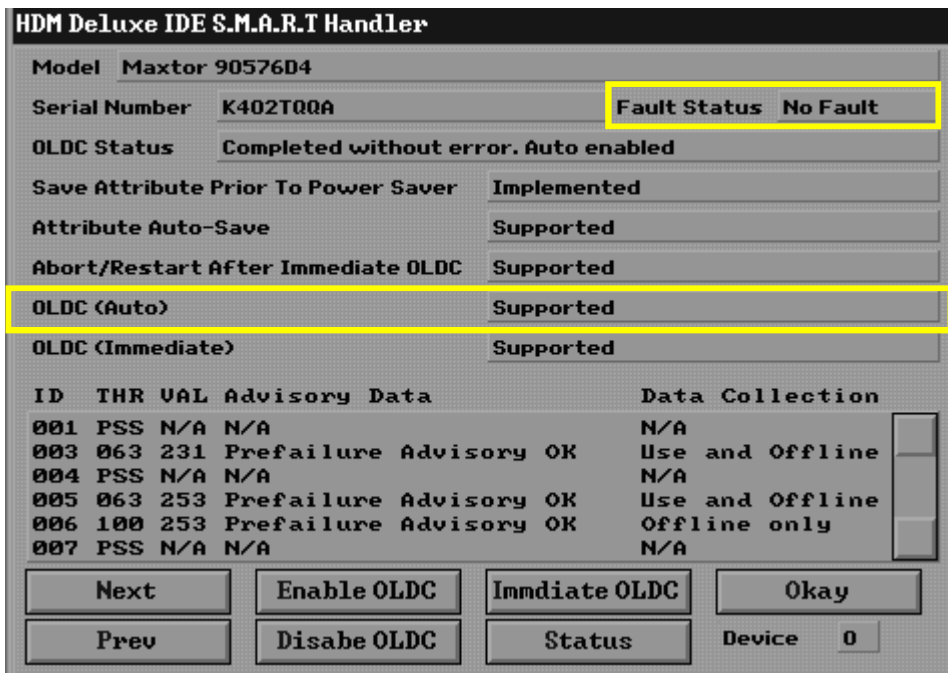 HDM Deluxe IDE S.M.A.R.T Handler
Model Maxtor 90576D4
Serial Number K402TQQA Fault Status No Fault
OLDC Status Completed without error. Auto enabled
Save Attribute Prior To Power Saver Implemented
Attribute Auto-Save Supported
Abort/Restart After Immediate OLDC Supported
OLDC (Auto) Supported
OLDC (Immediate) Supported
ID THR VAL Advisory Data Data Collection
001 PSS N/A N/A N/A
003 063 231 Prefailure Advisory OK Use and Offline
004 PSS N/A N/A N/A
005 063 253 Prefailure Advisory OK Use and Offline
006 100 253 Prefailure Advisory OK Offline only
007 PSS N/A N/A N/A
Next Enable OLDC Immdiate OLDC Okay
Prev Disabe OLDC Status Device 0